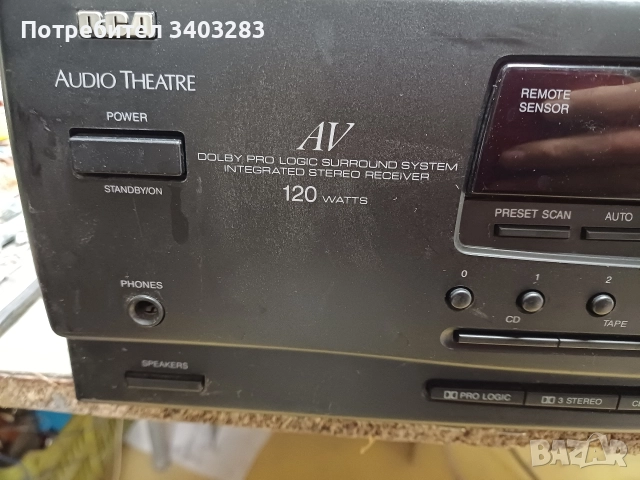 Потребител 3403283
RCA
AUDIO THEATRE
POWER
STANDBY/ON
AV
DOLBY PRO LOGIC SURROUND SYSTEM
INTEGRATED STEREO RECEIVER
120 WATTS
REMOTE
SENSOR
PRESET SCAN
AUTO
0 1 2
CD
TAPE
PHONES
SPEAKERS
PRO LOGIC
3 STEREO
BAZAR